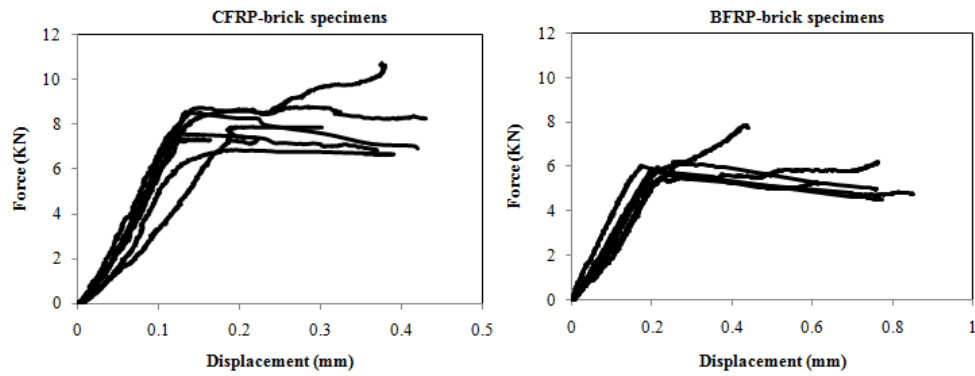 CFRP-brick specimens
12
10
8
6
4
2
0
Force (KN)
0 0.1 0.2 0.3 0.4 0.5
Displacement (mm)
BFRP-brick specimens
12
10
8
6
4
2
0
Force (KN)
0 0.2 0.4 0.6 0.8 1
Displacement (mm)